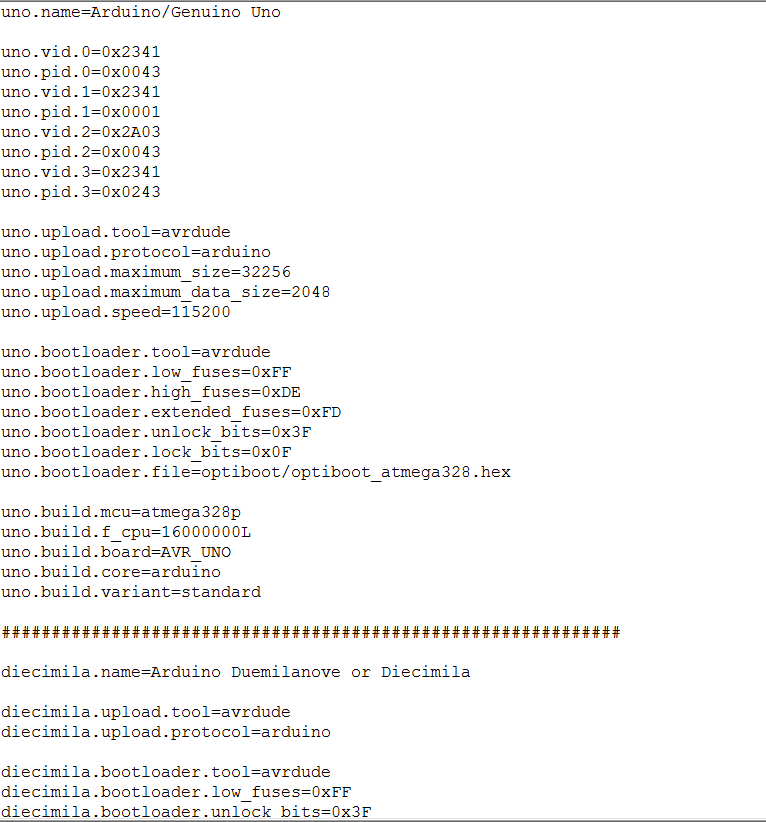 uno.name=Arduino/Genuino Uno
uno.vid.0=0x2341
uno.pid.0=0x0043
uno.vid.1=0x2341
uno.pid.1=0x0001
uno.vid.2=0x2A03
uno.pid.2=0x0043
uno.vid.3=0x2341
uno.pid.3=0x0243
uno.upload.tool=avrdude
uno.upload.protocol=arduino
uno.upload.maximum_size=32256
uno.upload.maximum_data_size=2048
uno.upload.speed=115200
uno.bootloader.tool=avrdude
uno.bootloader.low_fuses=0xFF
uno.bootloader.high_fuses=0xDE
uno.bootloader.extended_fuses=0xFD
uno.bootloader.unlock_bits=0x3F
uno.bootloader.lock_bits=0x0F
uno.bootloader.file=optiboot/optiboot_atmega328.hex
uno.build.mcu=atmega328p
uno.build.f_cpu=16000000L
uno.build.board=AVR_UNO
uno.build.core=arduino
uno.build.variant=standard
##############################################################
diecimila.name=Arduino Duemilanove or Diecimila
diecimila.upload.tool=avrdude
diecimila.upload.protocol=arduino
diecimila.bootloader.tool=avrdude
diecimila.bootloader.low_fuses=0xFF
diecimila.bootloader.unlock_bits=0x3F